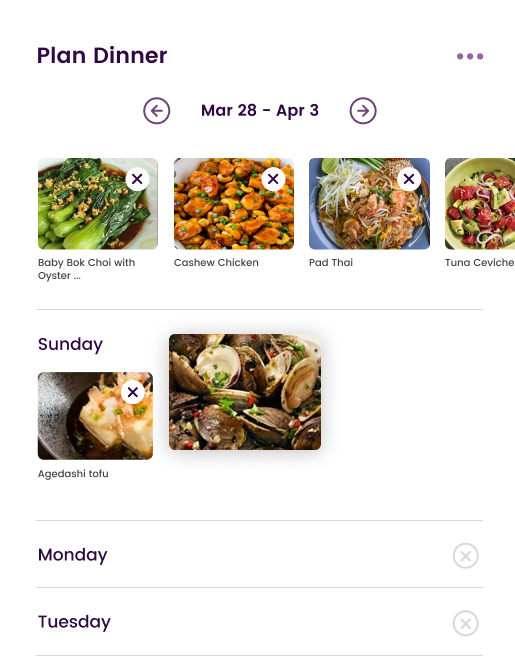 Plan Dinner
Mar 28 - Apr 3
Baby Bok Choi with
Oyster ...
Cashew Chicken
Pad Thai
Tuna Ceviche
Sunday
Agedashi tofu
Monday
Tuesday